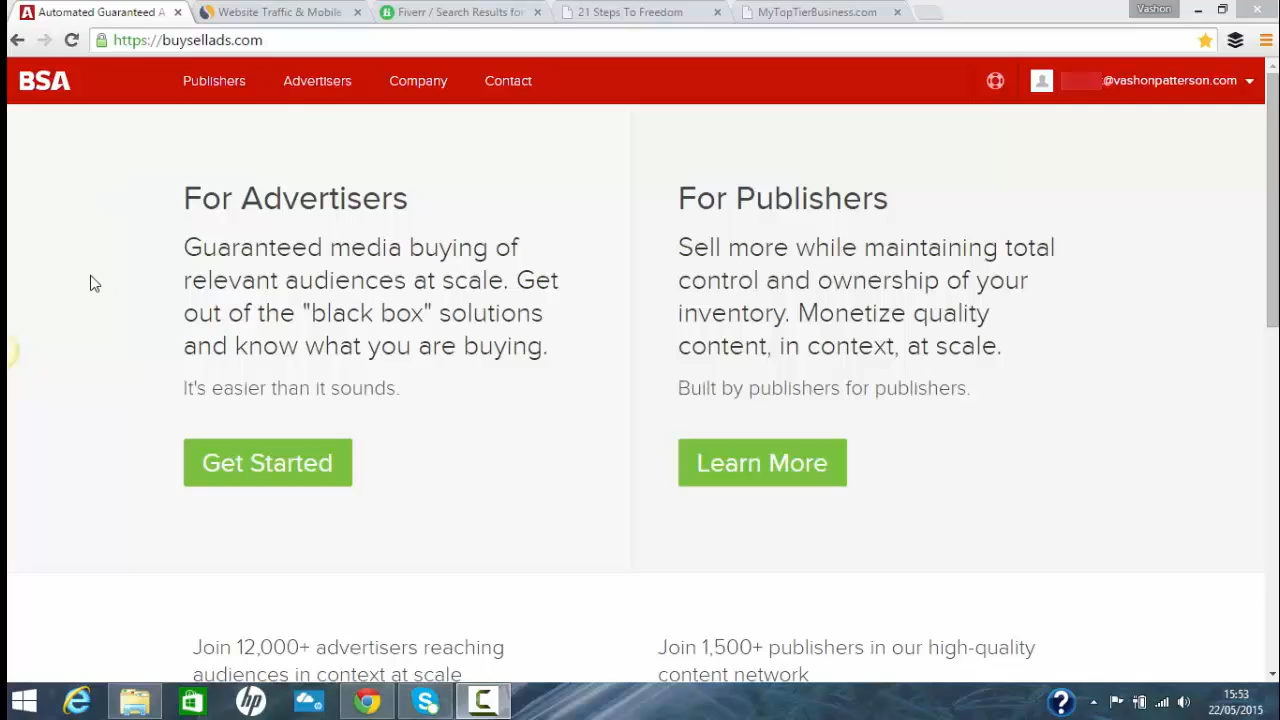 Automated Guaranteed A
Website Traffic & Mobile
Fiverr / Search Results for
21 Steps To Freedom
MyTopTierBusiness.com
Vashon
https://buysellads.com
BSA
Publishers
Advertisers
Company
Contact
@vashonpatterson.com
For Advertisers
Guaranteed media buying of
relevant audiences at scale. Get
out of the "black box" solutions
and know what you are buying.
It's easier than it sounds.
Get Started
For Publishers
Sell more while maintaining total
control and ownership of your
inventory. Monetize quality
content, in context, at scale.
Built by publishers for publishers.
Learn More
Join 12,000+ advertisers reaching
audiences in context at scale
Join 1,500+ publishers in our high-quality
content network
15:53
22/05/2015